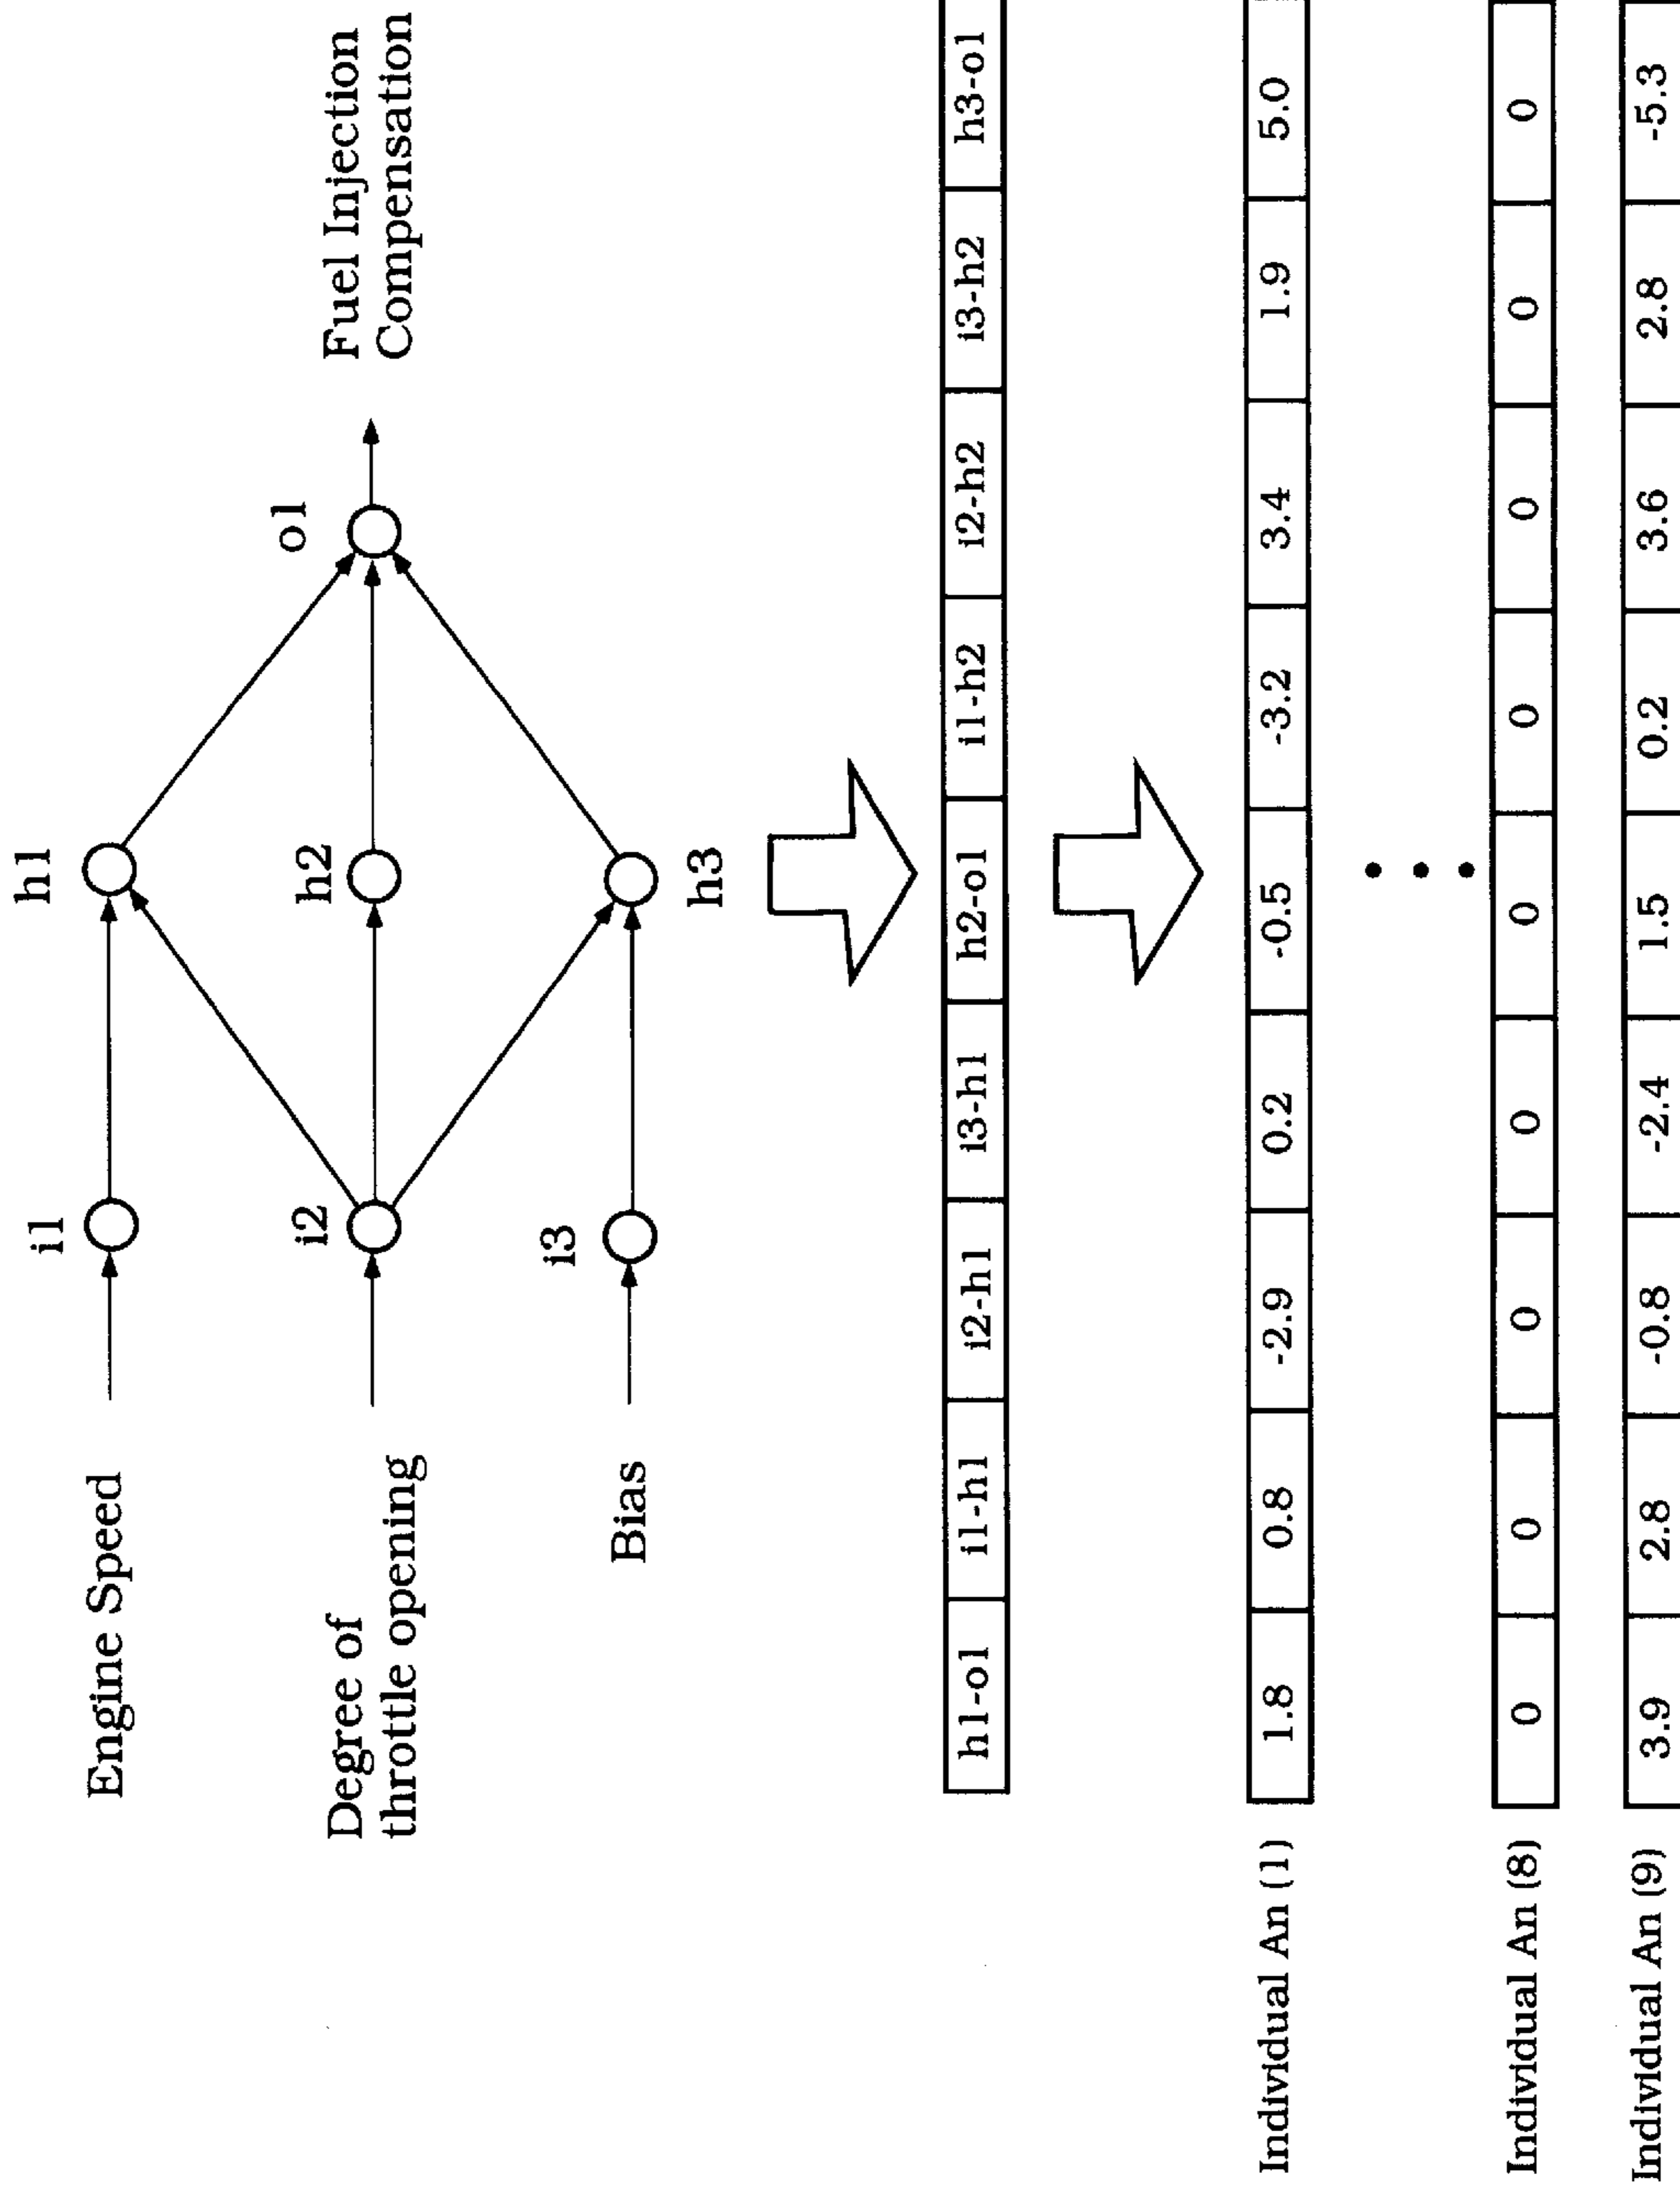 h1
i1
Engine Speed
o1
h2
i2
Fuel Injection
Compensation
Degree of
throttle opening
h3
i3
Bias
h1-o1 i1-h1 i2-h1 i3-h1 h2-o1 i1-h2 i2-h2 i3-h2 h3-o1
Individual An (1) 1.8 0.8 -2.9 0.2 -0.5 -3.2 3.4 1.9 5.0
Individual An (8) 0 0 0 0 0 0 0 0 0
Individual An (9) 3.9 2.8 -0.8 -2.4 1.5 0.2 3.6 2.8 -5.3